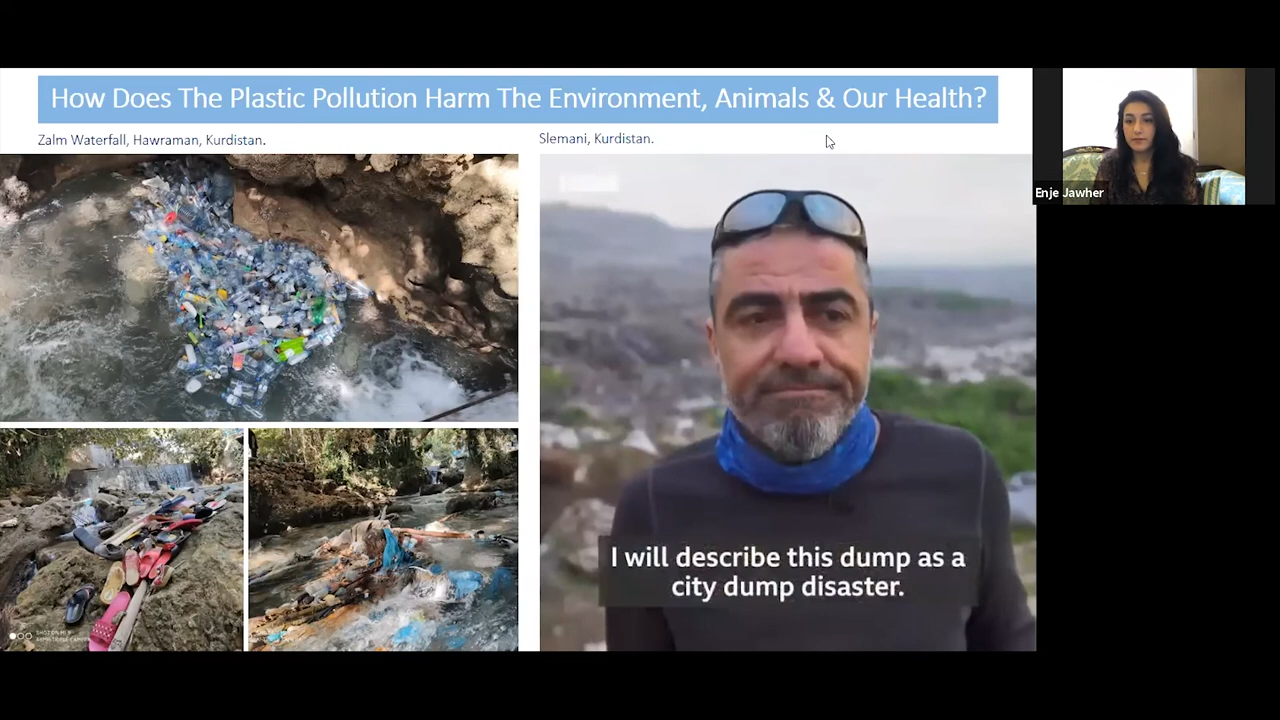 How Does The Plastic Pollution Harm The Environment, Animals & Our Health?
Zalm Waterfall, Hawraman, Kurdistan.
Slemani, Kurdistan.
Enje Jawher
I will describe this dump as a
city dump disaster.